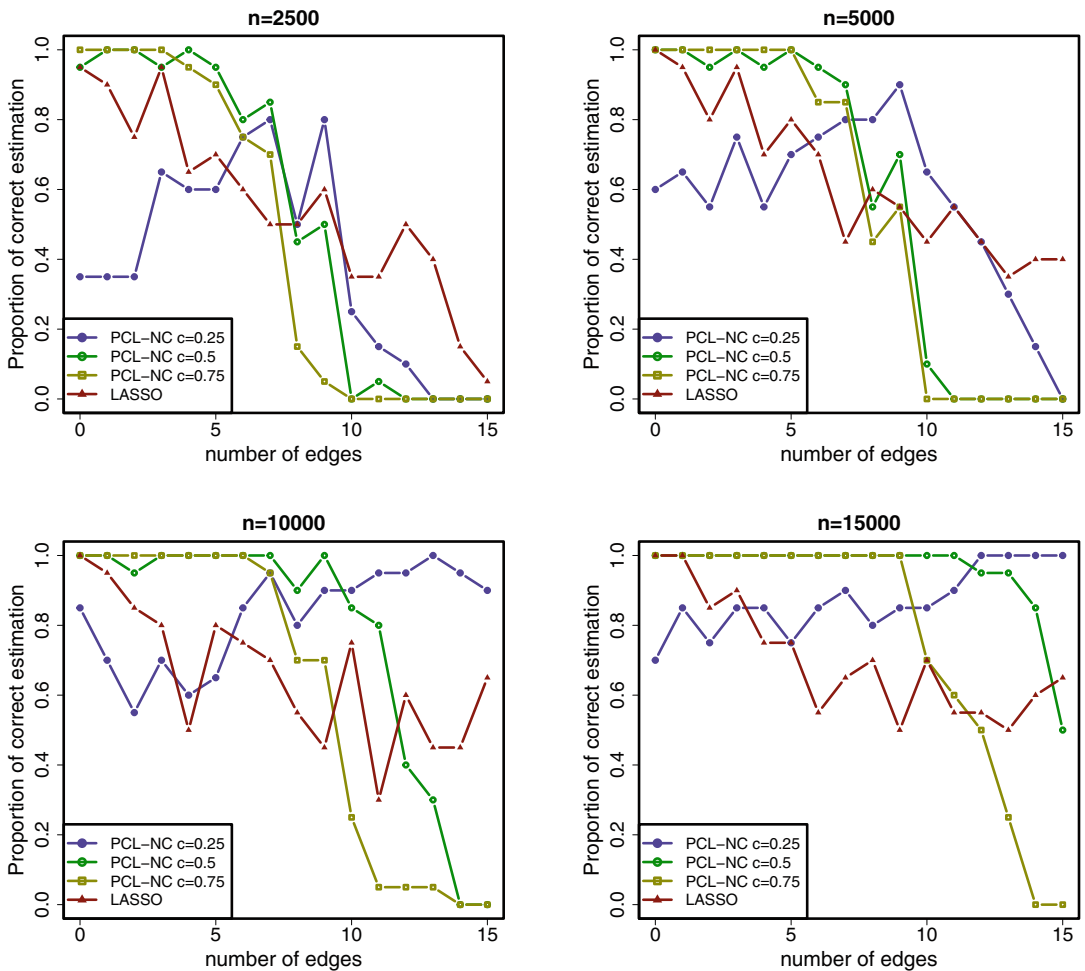 n=2500
Proportion of correct estimation
1.0
0.8
0.6
0.4
0.2
0.0
PCL−NC c=0.25
PCL−NC c=0.5
PCL−NC c=0.75
LASSO
0 5 10 15
number of edges
n=5000
Proportion of correct estimation
1.0
0.8
0.6
0.4
0.2
0.0
PCL−NC c=0.25
PCL−NC c=0.5
PCL−NC c=0.75
LASSO
0 5 10 15
number of edges
n=10000
Proportion of correct estimation
1.0
0.8
0.6
0.4
0.2
0.0
PCL−NC c=0.25
PCL−NC c=0.5
PCL−NC c=0.75
LASSO
0 5 10 15
number of edges
n=15000
Proportion of correct estimation
1.0
0.8
0.6
0.4
0.2
0.0
PCL−NC c=0.25
PCL−NC c=0.5
PCL−NC c=0.75
LASSO
0 5 10 15
number of edges